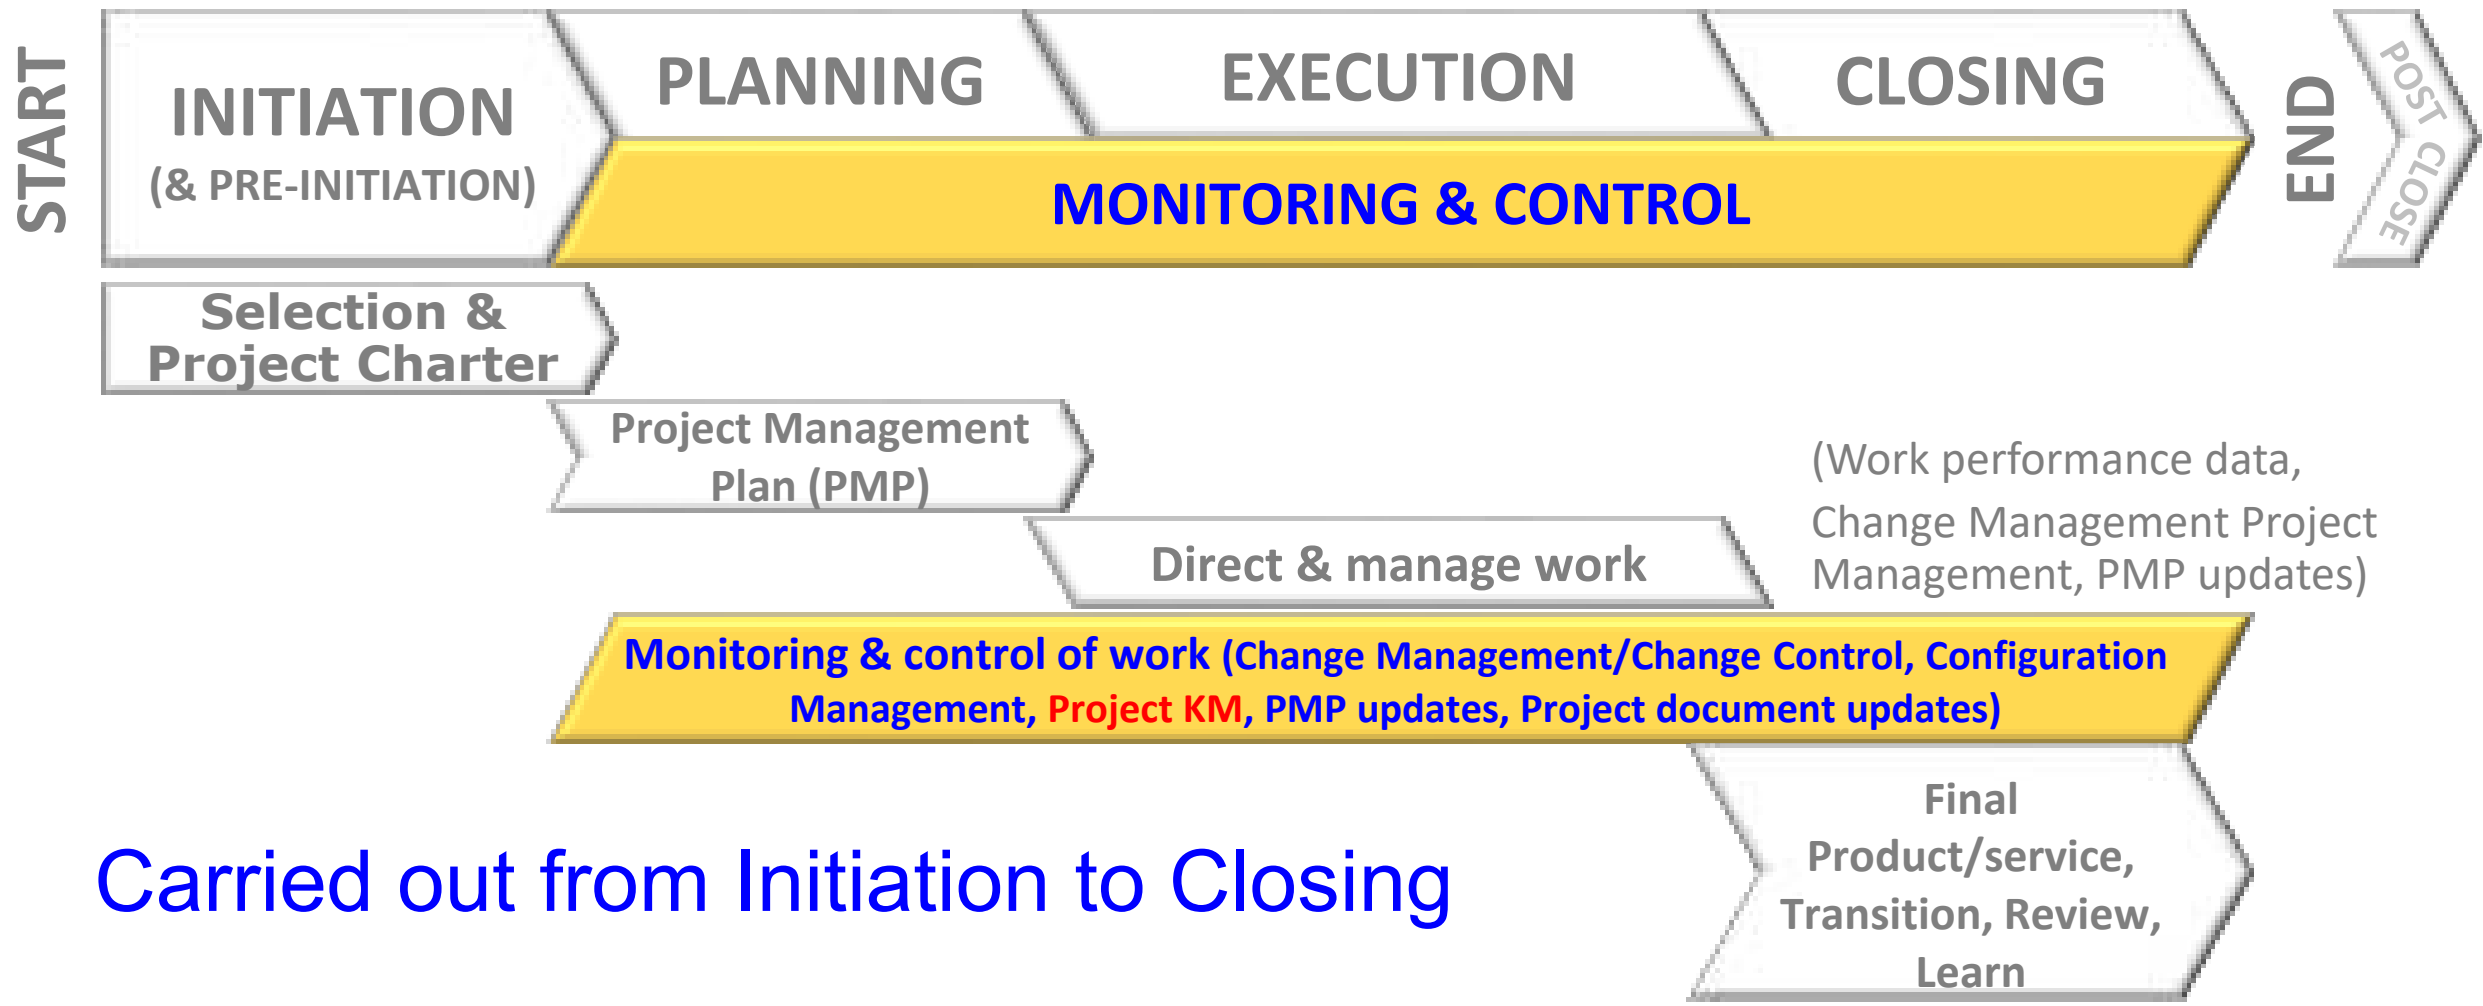 START
INITIATION
(& PRE-INITIATION)
PLANNING
EXECUTION
CLOSING
MONITORING & CONTROL
END
POST CLOSE
Selection &
Project Charter
Project Management
Plan (PMP)
(Work performance data,
Change Management Project
Management, PMP updates)
Direct & manage work
Monitoring & control of work (Change Management/Change Control, Configuration
Management, Project KM, PMP updates, Project document updates)
Final
Product/service,
Transition, Review,
Learn
Carried out from Initiation to Closing